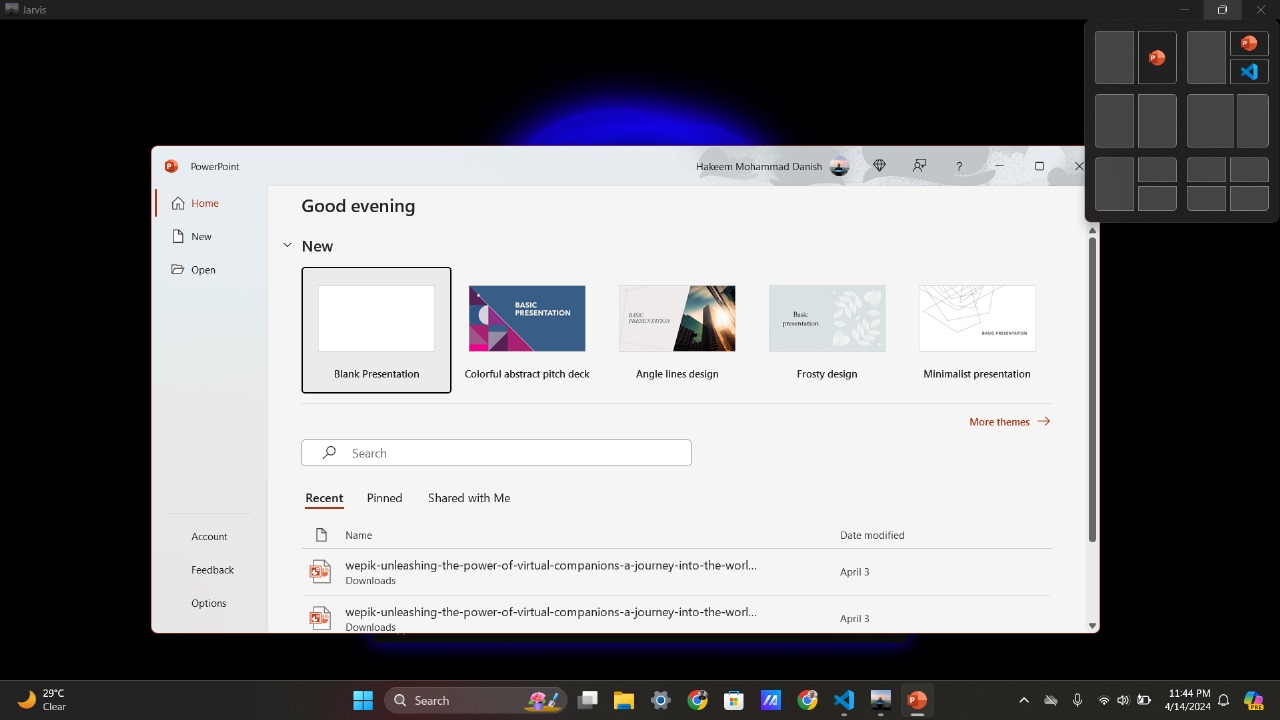 Jarvis
PowerPoint
Hakeem Mohammad Danish
?
Home
New
Open
Good evening
New
BASIC
PRESENTATION
BASIC
PRESENTATION
Basic
presentation
BASIC PRESENTATION
Blank Presentation
Colorful abstract pitch deck
Angle lines design
Frosty design
Minimalist presentation
More themes
Search
Recent
Pinned
Shared with Me
Name
Date modified
wepik-unleashing-the-power-of-virtual-companions-a-journey-into-the-worl...
Downloads
April 3
wepik-unleashing-the-power-of-virtual-companions-a-journey-into-the-worl...
Downloads
April 3
Account
Feedback
Options
29°C
Clear
Search
11:44 PM
4/14/2024
PRE